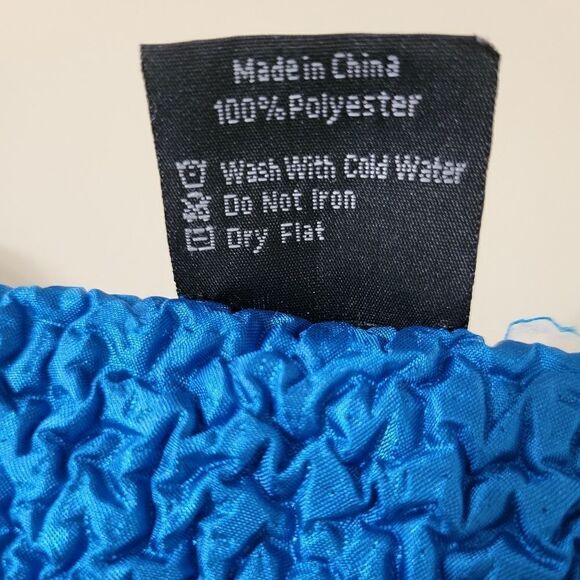 Made in China
100% Polyester
Wash With Cold Water
Do Not Iron
Dry Flat